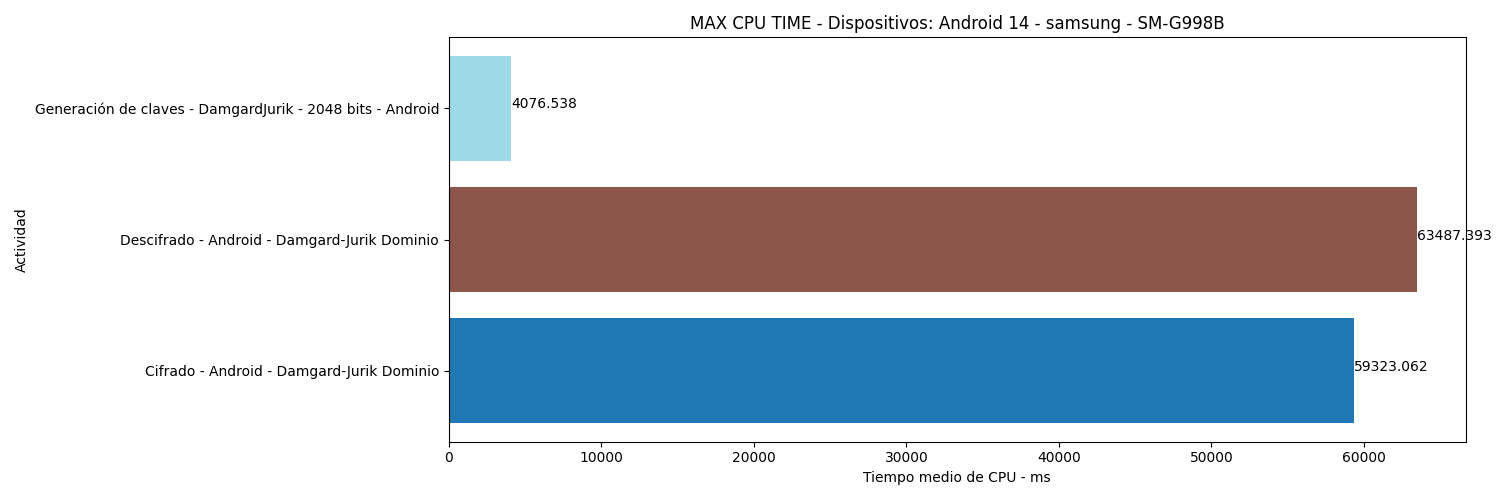 MAX CPU TIME - Dispositivos: Android 14 - samsung - SM-G998B
Generación de claves - DamgardJurik - 2048 bits - Android
4076.538
Descifrado - Android - Damgard-Jurik Dominio
63487.393
Cifrado - Android - Damgard-Jurik Dominio
59323.062
Actividad
0 10000 20000 30000 40000 50000 60000
Tiempo medio de CPU - ms